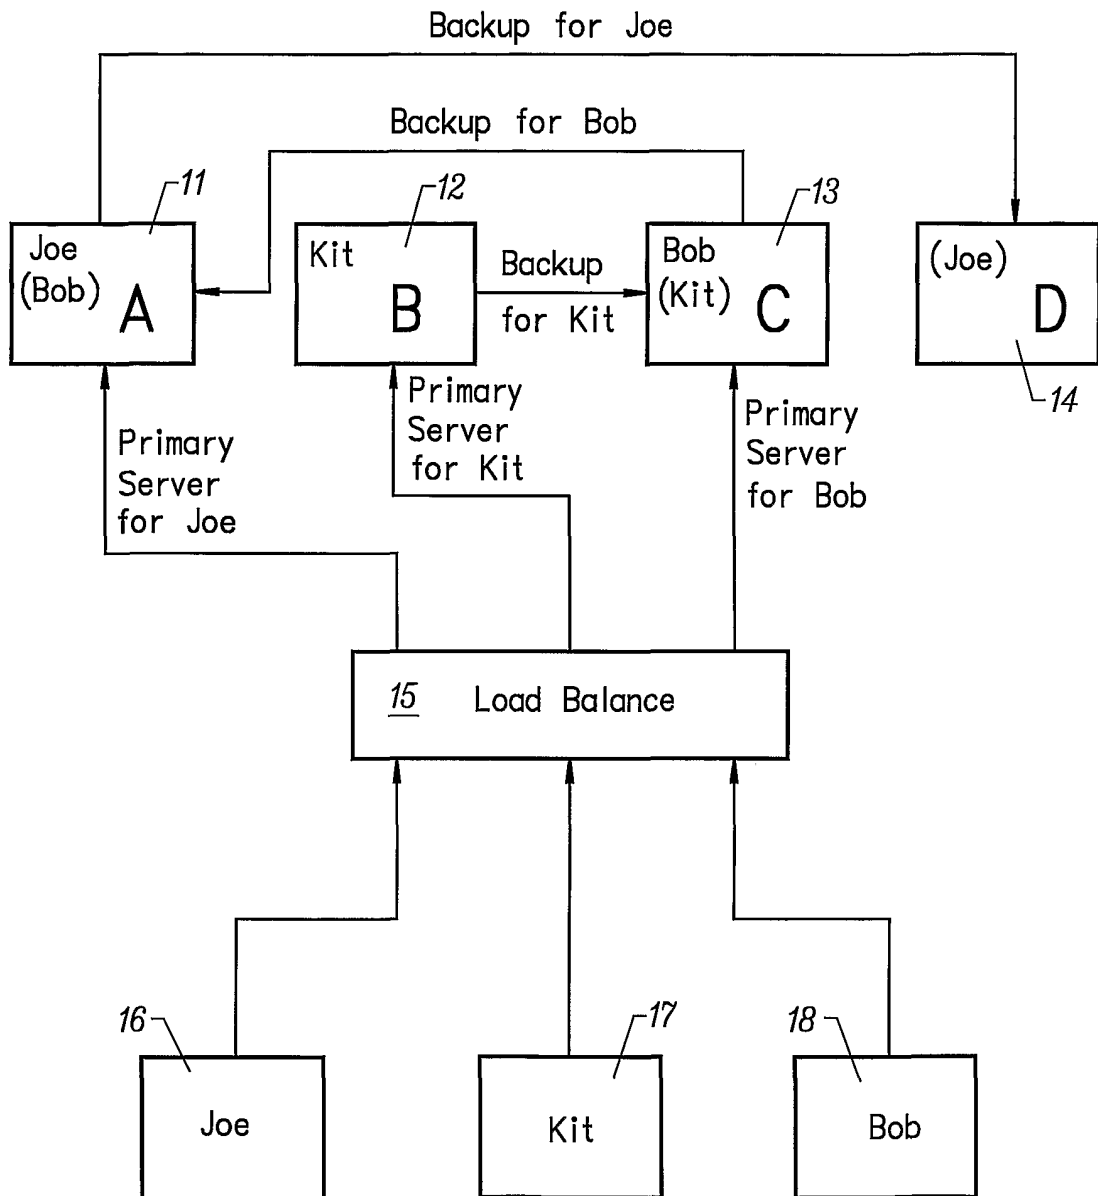 Backup for Joe
Backup for Bob
11
12
13
Joe
(Bob)
A
Kit
B
Backup
for Kit
Bob
(Kit)
C
(Joe)
D
14
Primary
Server
for Joe
Primary
Server
for Kit
Primary
Server
for Bob
15 Load Balance
16
17
18
Joe
Kit
Bob